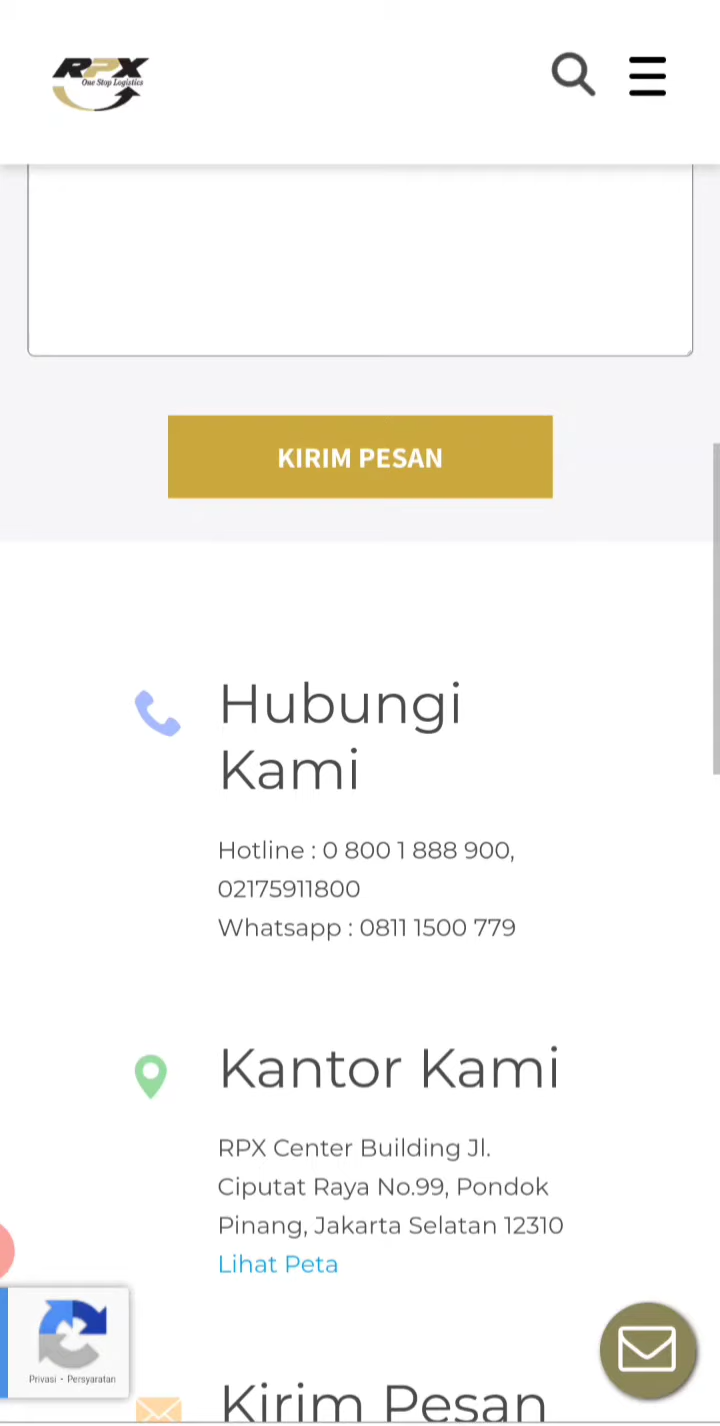 RPX
One Stop Logistics
KIRIM PESAN
Hubungi
Kami
Hotline : 0 800 1 888 900,
02175911800
Whatsapp : 0811 1500 779
Kantor Kami
RPX Center Building Jl.
Ciputat Raya No.99, Pondok
Pinang, Jakarta Selatan 12310
Lihat Peta
Privasi - Persyaratan
Kirim Pesan